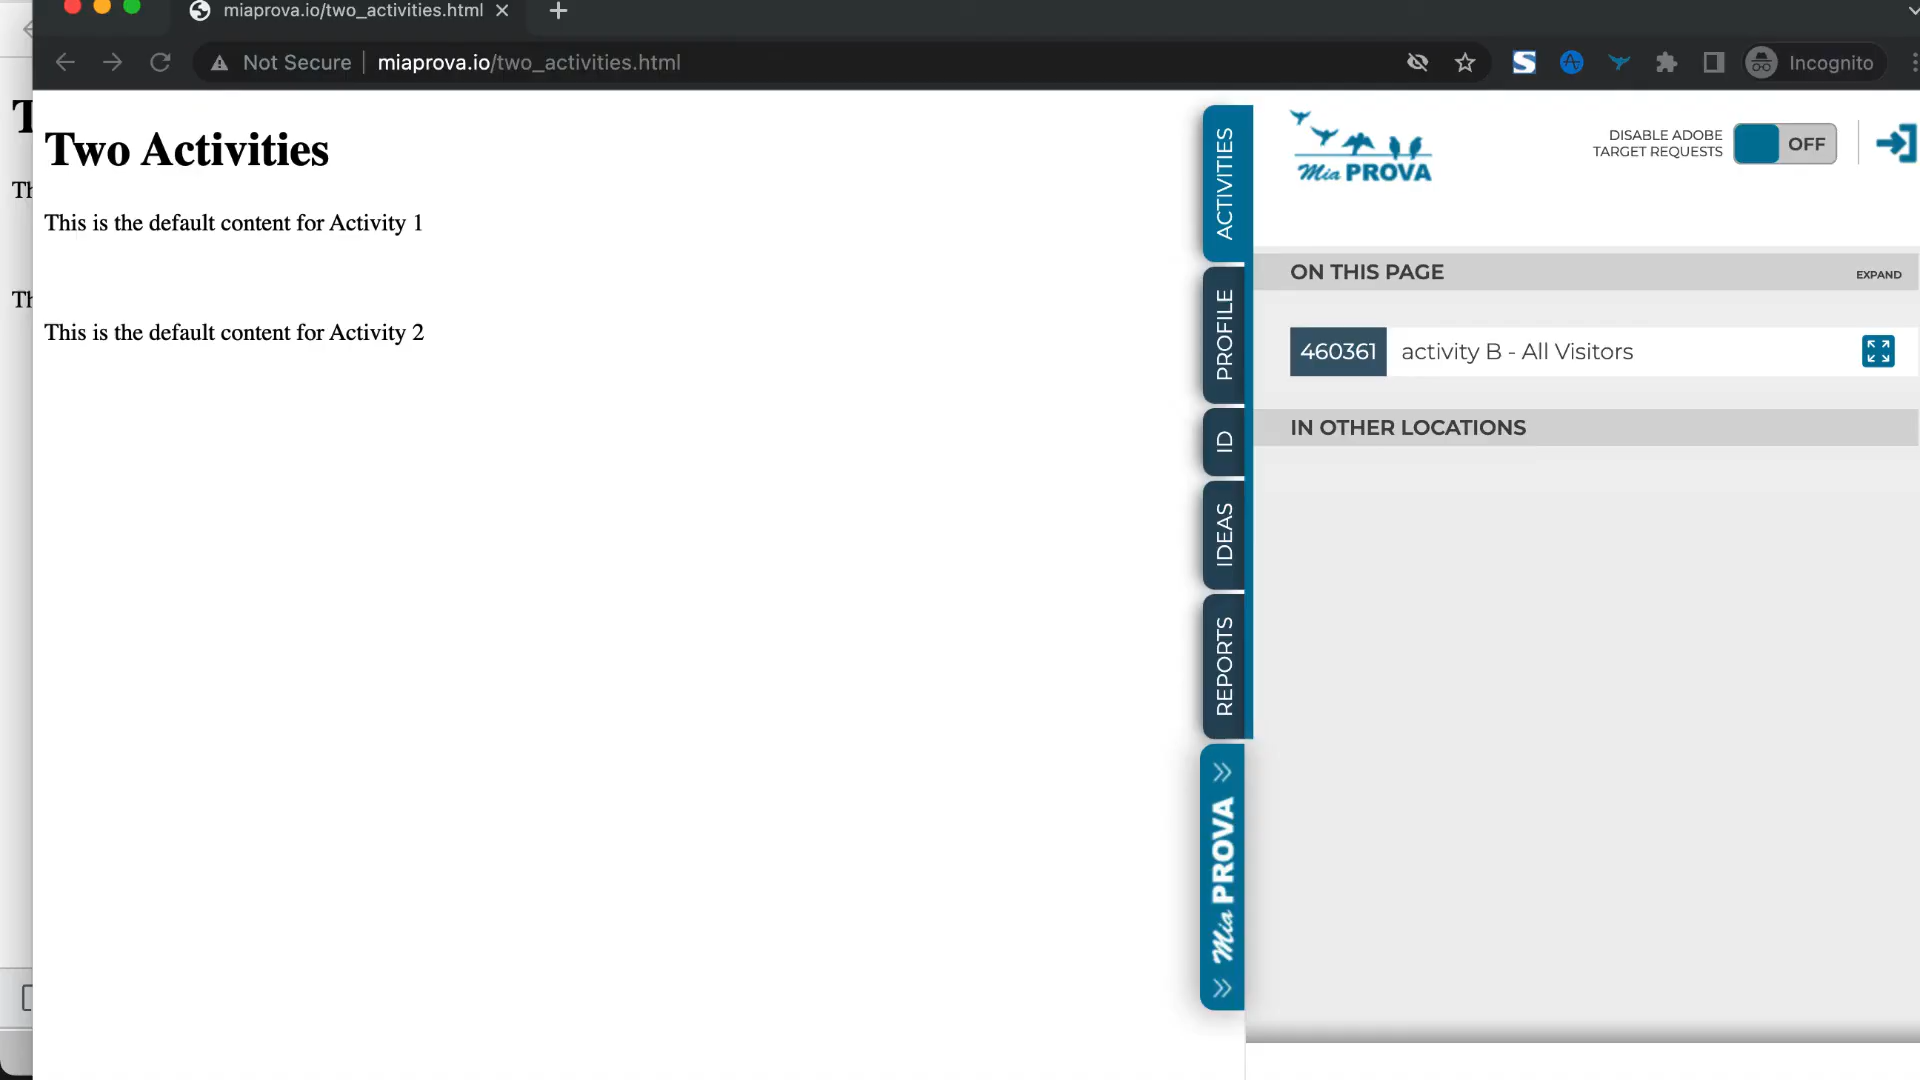 miaprova.io/two_activities.html
Not Secure
miaprova.io/two_activities.html
Incognito
T
Two Activities
Th
This is the default content for Activity 1
Th
This is the default content for Activity 2
ACTIVITIES
PROFILE
ID
IDEAS
REPORTS
Mia PROVA
Mia PROVA
DISABLE ADOBE
TARGET REQUESTS
OFF
ON THIS PAGE
EXPAND
460361
activity B - All Visitors
IN OTHER LOCATIONS